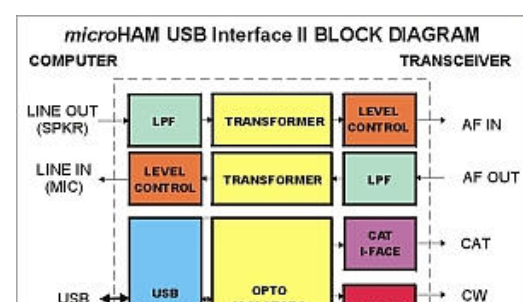 microHAM USB Interface II BLOCK DIAGRAM
COMPUTER TRANSCEIVER
LINE OUT
(SPKR)
LPF
TRANSFORMER
LEVEL
CONTROL
AF IN
LINE IN
(MIC)
LEVEL
CONTROL
TRANSFORMER
LPF
AF OUT
CAT
I-FACE
CAT
USB
USB
OPTO
CW